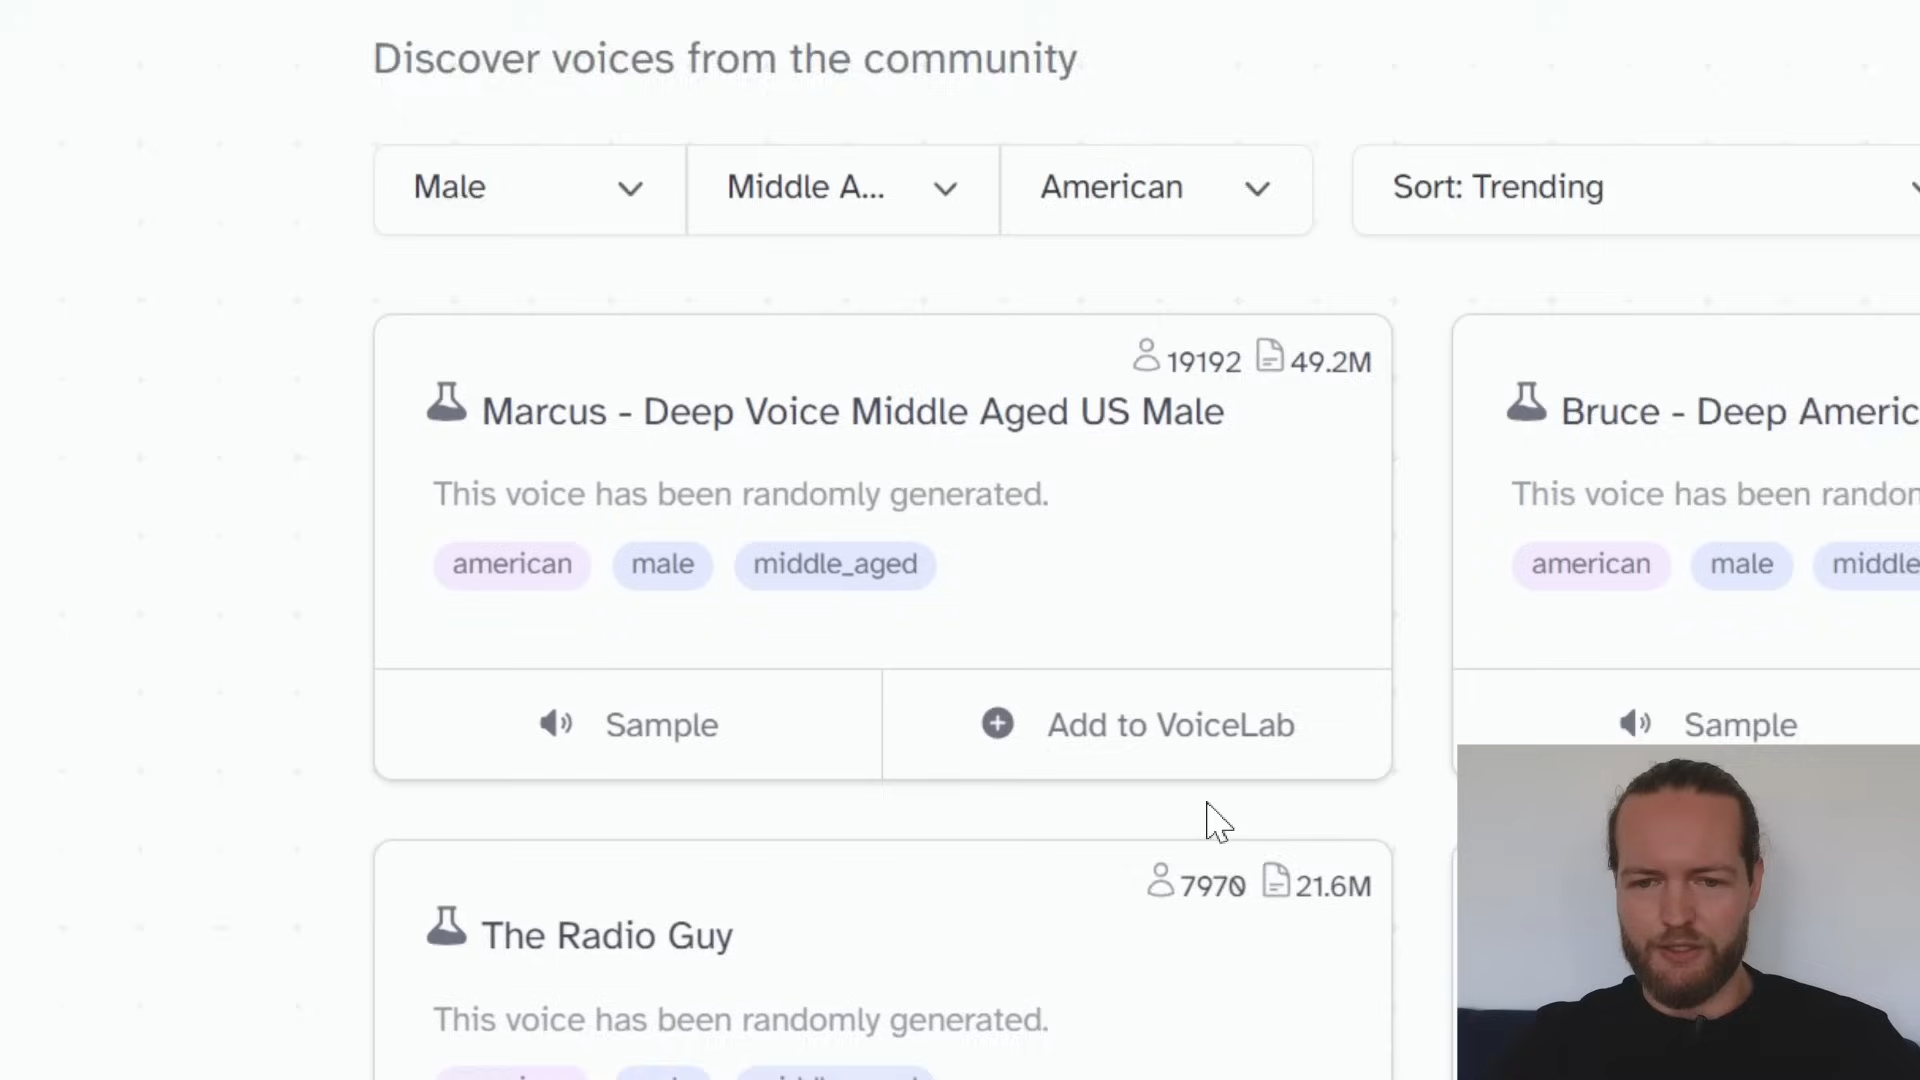 Discover voices from the community
Male Middle A... American Sort: Trending
19192 49.2M
Marcus - Deep Voice Middle Aged US Male
This voice has been randomly generated.
american male middle_aged
Sample Add to VoiceLab
Bruce - Deep Americ
This voice has been random
american male middle
Sample
7970 21.6M
The Radio Guy
This voice has been randomly generated.